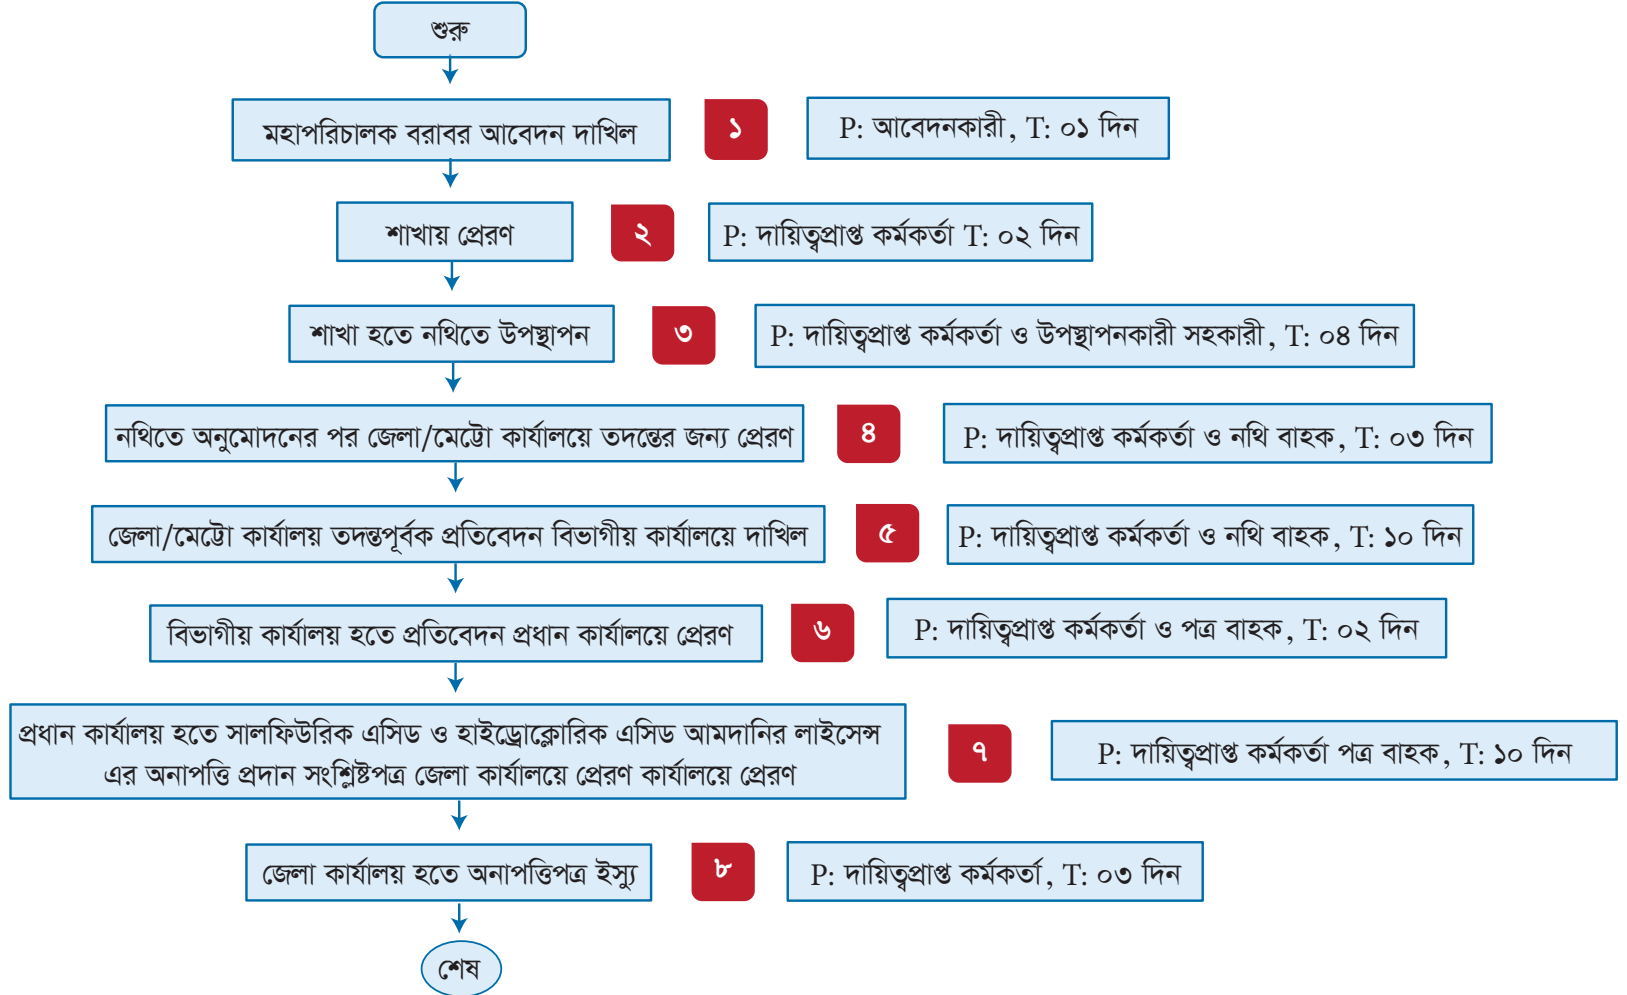 শুরু
মহাপরিচালক বরাবর আবেদন দাখিল
১
P: আবেদনকারী, T: ০১ দিন
শাখায় প্রেরণ
২
P: দায়িত্বপ্রাপ্ত কর্মকর্তা T: ০২ দিন
শাখা হতে নথিতে উপস্থাপন
৩
P: দায়িত্বপ্রাপ্ত কর্মকর্তা ও উপস্থাপনকারী সহকারী, T: ০৪ দিন
নথিতে অনুমোদনের পর জেলা/মেট্টো কার্যালয়ে তদন্তের জন্য প্রেরণ
৪
P: দায়িত্বপ্রাপ্ত কর্মকর্তা ও নথি বাহক, T: ০৩ দিন
জেলা/মেট্টো কার্যালয় তদন্তপূর্বক প্রতিবেদন বিভাগীয় কার্যালয়ে দাখিল
৫
P: দায়িত্বপ্রাপ্ত কর্মকর্তা ও নথি বাহক, T: ১০ দিন
বিভাগীয় কার্যালয় হতে প্রতিবেদন প্রধান কার্যালয়ে প্রেরণ
৬
P: দায়িত্বপ্রাপ্ত কর্মকর্তা ও পত্র বাহক, T: ০২ দিন
প্রধান কার্যালয় হতে সালফিউরিক এসিড ও হাইড্রোক্লোরিক এসিড আমদানির লাইসেন্স
এর অনাপত্তি প্রদান সংশ্লিষ্টপত্র জেলা কার্যালয়ে প্রেরণ কার্যালয়ে প্রেরণ
৭
P: দায়িত্বপ্রাপ্ত কর্মকর্তা পত্র বাহক, T: ১০ দিন
জেলা কার্যালয় হতে অনাপত্তিপত্র ইস্যু
৮
P: দায়িত্বপ্রাপ্ত কর্মকর্তা, T: ০৩ দিন
শেষ